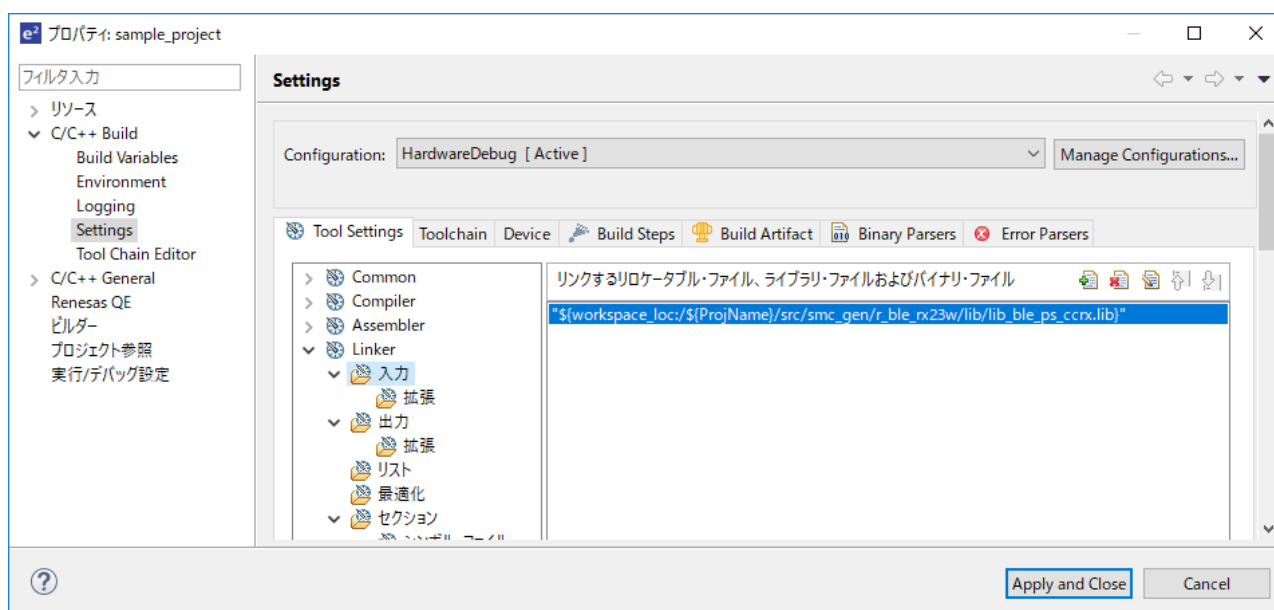 e² プロパティ: sample_project
フィルタ入力
リソース
C/C++ Build
Build Variables
Environment
Logging
Settings
Tool Chain Editor
C/C++ General
Renesas QE
ビルダー
プロジェクト参照
実行/デバッグ設定
Settings
Configuration: HardwareDebug [ Active ] Manage Configurations...
Tool Settings Toolchain Device Build Steps Build Artifact Binary Parsers Error Parsers
Common
Compiler
Assembler
Linker
入力
拡張
出力
拡張
リスト
最適化
セクション
リンクするリロケータブル・ファイル、ライブラリ・ファイルおよびバイナリ・ファイル
"${workspace_loc:/${ProjName}/src/smc_gen/r_ble_rx23w/lib/lib_ble_ps_ccrx.lib}"
Apply and Close Cancel